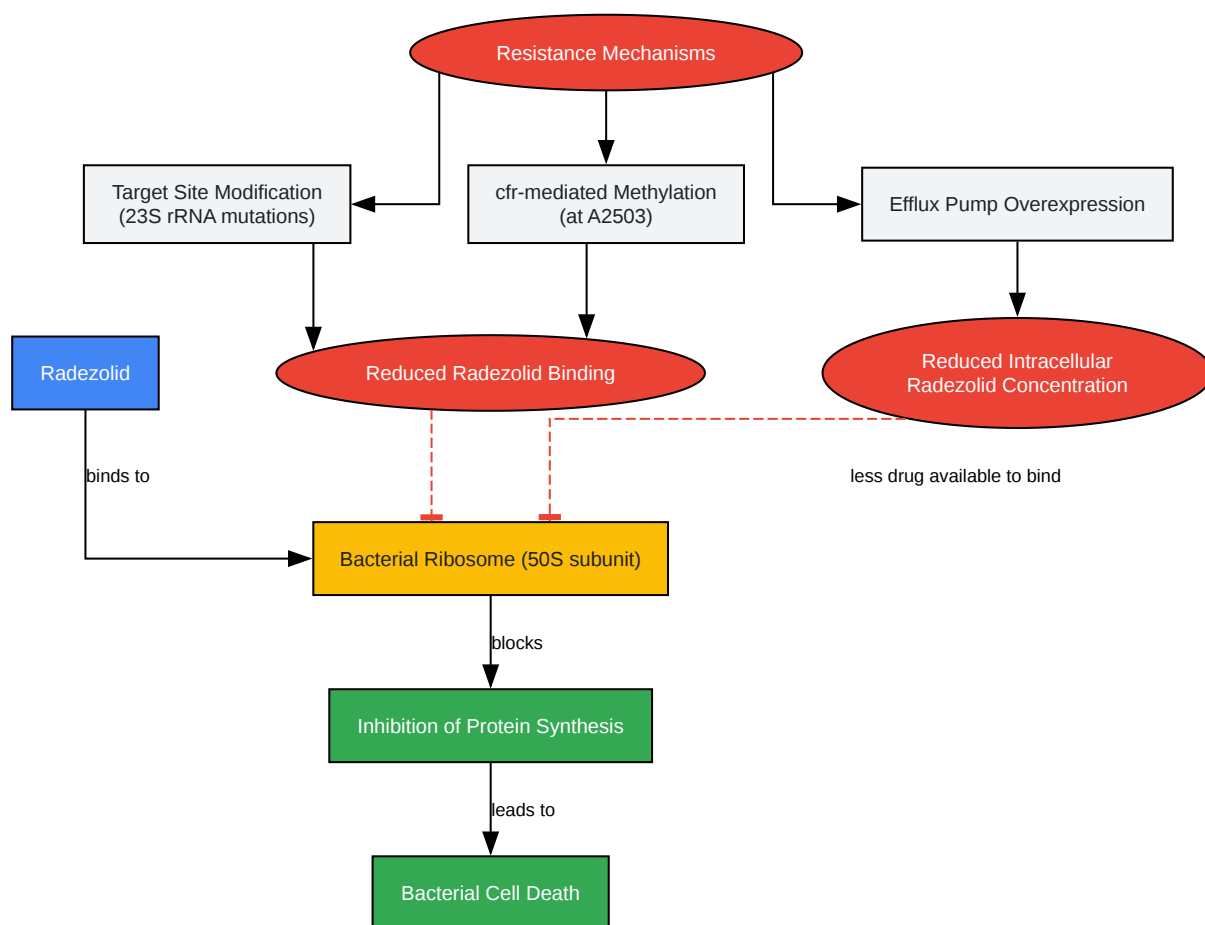 Resistance Mechanisms
Target Site Modification
(23S rRNA mutations)
cfr-mediated Methylation
(at A2503)
Efflux Pump Overexpression
Radezolid
Reduced Radezolid Binding
Reduced Intracellular
Radezolid Concentration
binds to
less drug available to bind
Bacterial Ribosome (50S subunit)
blocks
Inhibition of Protein Synthesis
leads to
Bacterial Cell Death